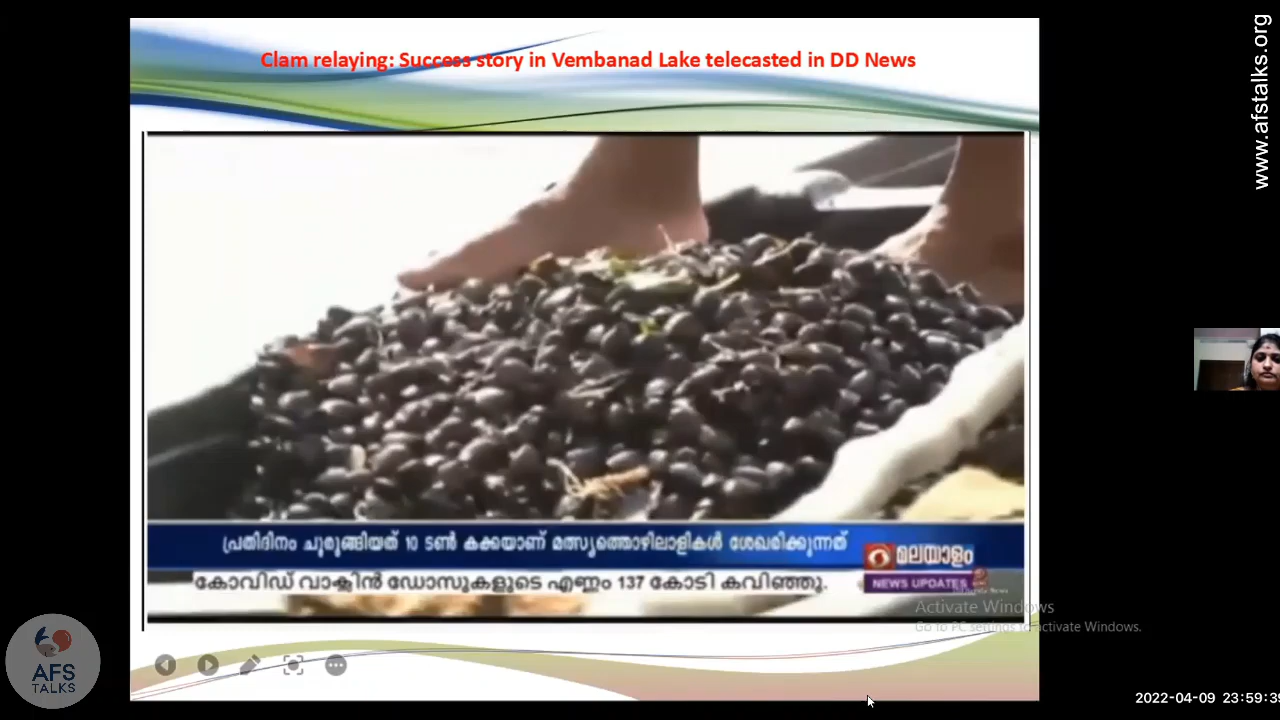 Clam relaying: Success story in Vembanad Lake telecasted in DD News
www.afstalks.org
പ്രതിദിനം ചുരുങ്ങിയത് 10 ടൺ കക്കയാണ് മത്സ്യത്തൊഴിലാളികൾ ശേഖരിക്കുന്നത്
മലയാളം
കോവിഡ് വാക്സിൻ ഡോസുകളുടെ എണ്ണം 137 കോടി കവിഞ്ഞു.
NEWS UPDATES
Activate Windows
Go to PC settings to activate Windows.
AFS
TALKS
2022-04-09 23:59:39